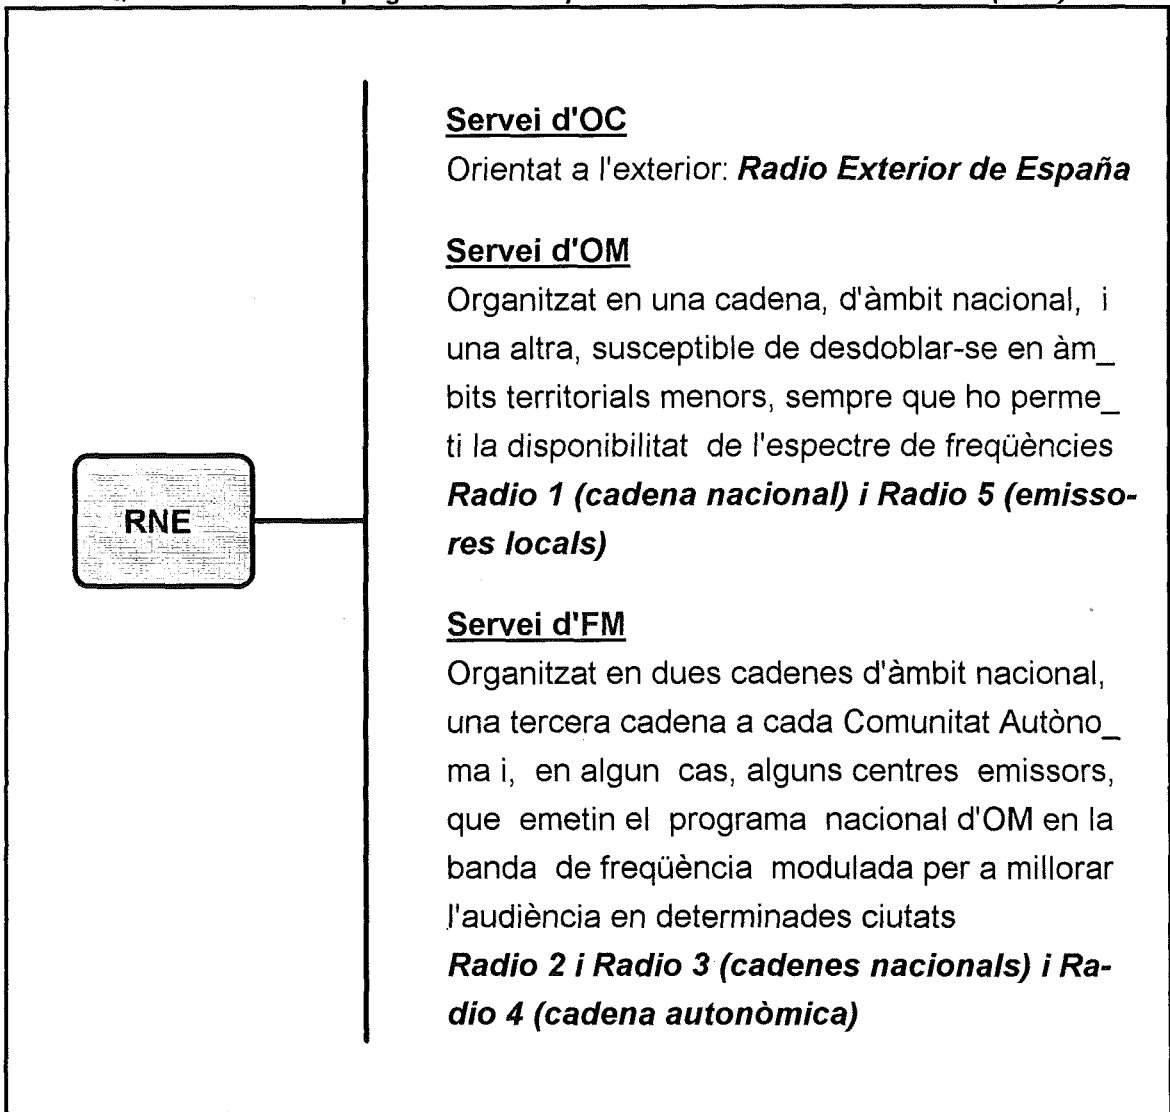 Servei d'OC
Orientat a l'exterior: Radio Exterior de España
Servei d'OM
Organitzat en una cadena, d'àmbit nacional, i
una altra, susceptible de desdoblar-se en àm_
bits territorials menors, sempre que ho perme_
ti la disponibilitat de l'espectre de freqüències
Radio 1 (cadena nacional) i Radio 5 (emisso-
res locals)
RNE
Servei d'FM
Organitzat en dues cadenes d'àmbit nacional,
una tercera cadena a cada Comunitat Autòno_
ma i, en algun cas, alguns centres emissors,
que emetin el programa nacional d'OM en la
banda de freqüència modulada per a millorar
l'audiència en determinades ciutats
Radio 2 i Radio 3 (cadenes nacionals) i Ra-
dio 4 (cadena autonòmica)